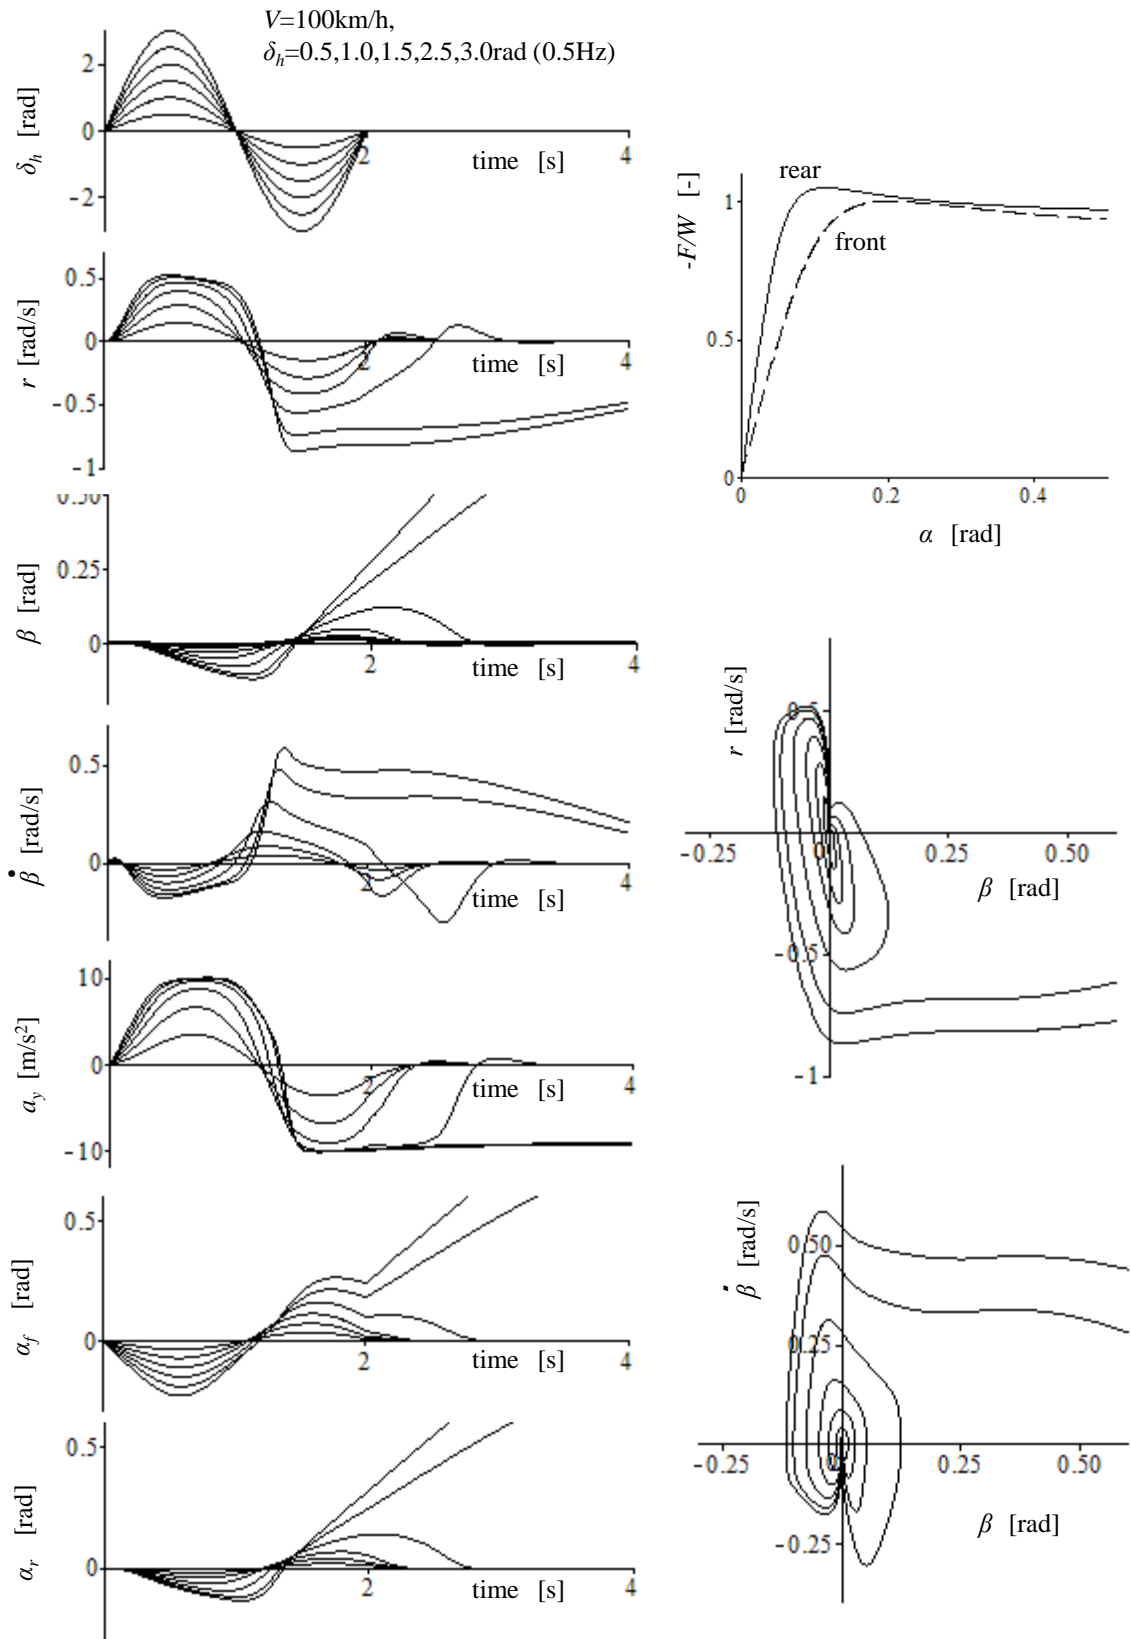 V=100km/h,
δh=0.5,1.0,1.5,2.5,3.0rad (0.5Hz)
δh [rad]
2
0
-2
2
4
time [s]
r [rad/s]
0.5
0
-0.5
-1
2
4
time [s]
β [rad]
0.50
0.25
0
2
4
time [s]
β̇ [rad/s]
0.5
0
2
4
time [s]
ay [m/s²]
10
0
-10
2
4
time [s]
αf [rad]
0.5
0
2
4
time [s]
αr [rad]
0.5
0
2
4
time [s]
-F/W [-]
rear
front
1
0.5
0
0
0.2
0.4
α [rad]
r [rad/s]
0.5
-0.25
0
0.25
0.50
β [rad]
-0.5
-1
β̇ [rad/s]
0.50
0.25
-0.25
0
0.25
0.50
β [rad]
-0.25